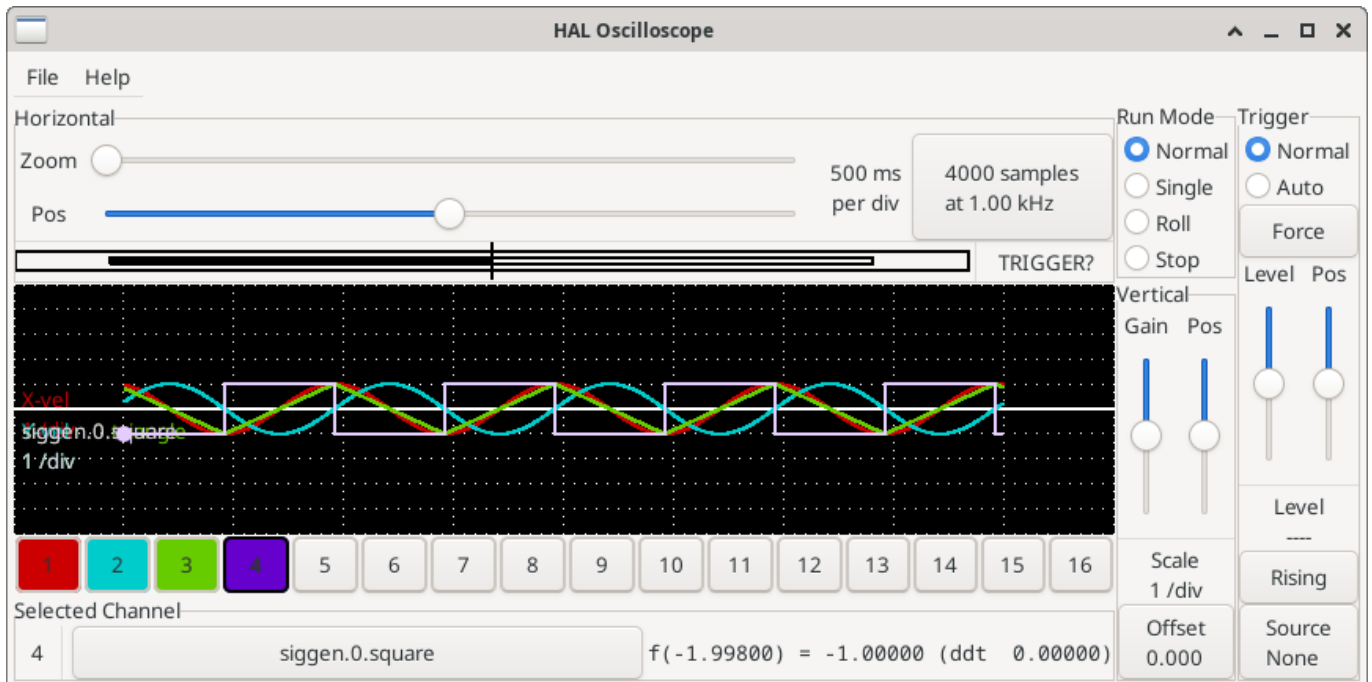 HAL Oscilloscope
File Help
Horizontal
Zoom
Pos
500 ms
per div
4000 samples
at 1.00 kHz
TRIGGER?
Run Mode
Normal
Single
Roll
Stop
Trigger
Normal
Auto
Force
Level Pos
Vertical
Gain Pos
X-vel
siggen.0.square
1 /div
1 2 3 4 5 6 7 8 9 10 11 12 13 14 15 16
Scale
1 /div
Offset
0.000
Level
----
Rising
Source
None
Selected Channel
4
siggen.0.square
f(-1.99800) = -1.00000 (ddt 0.00000)